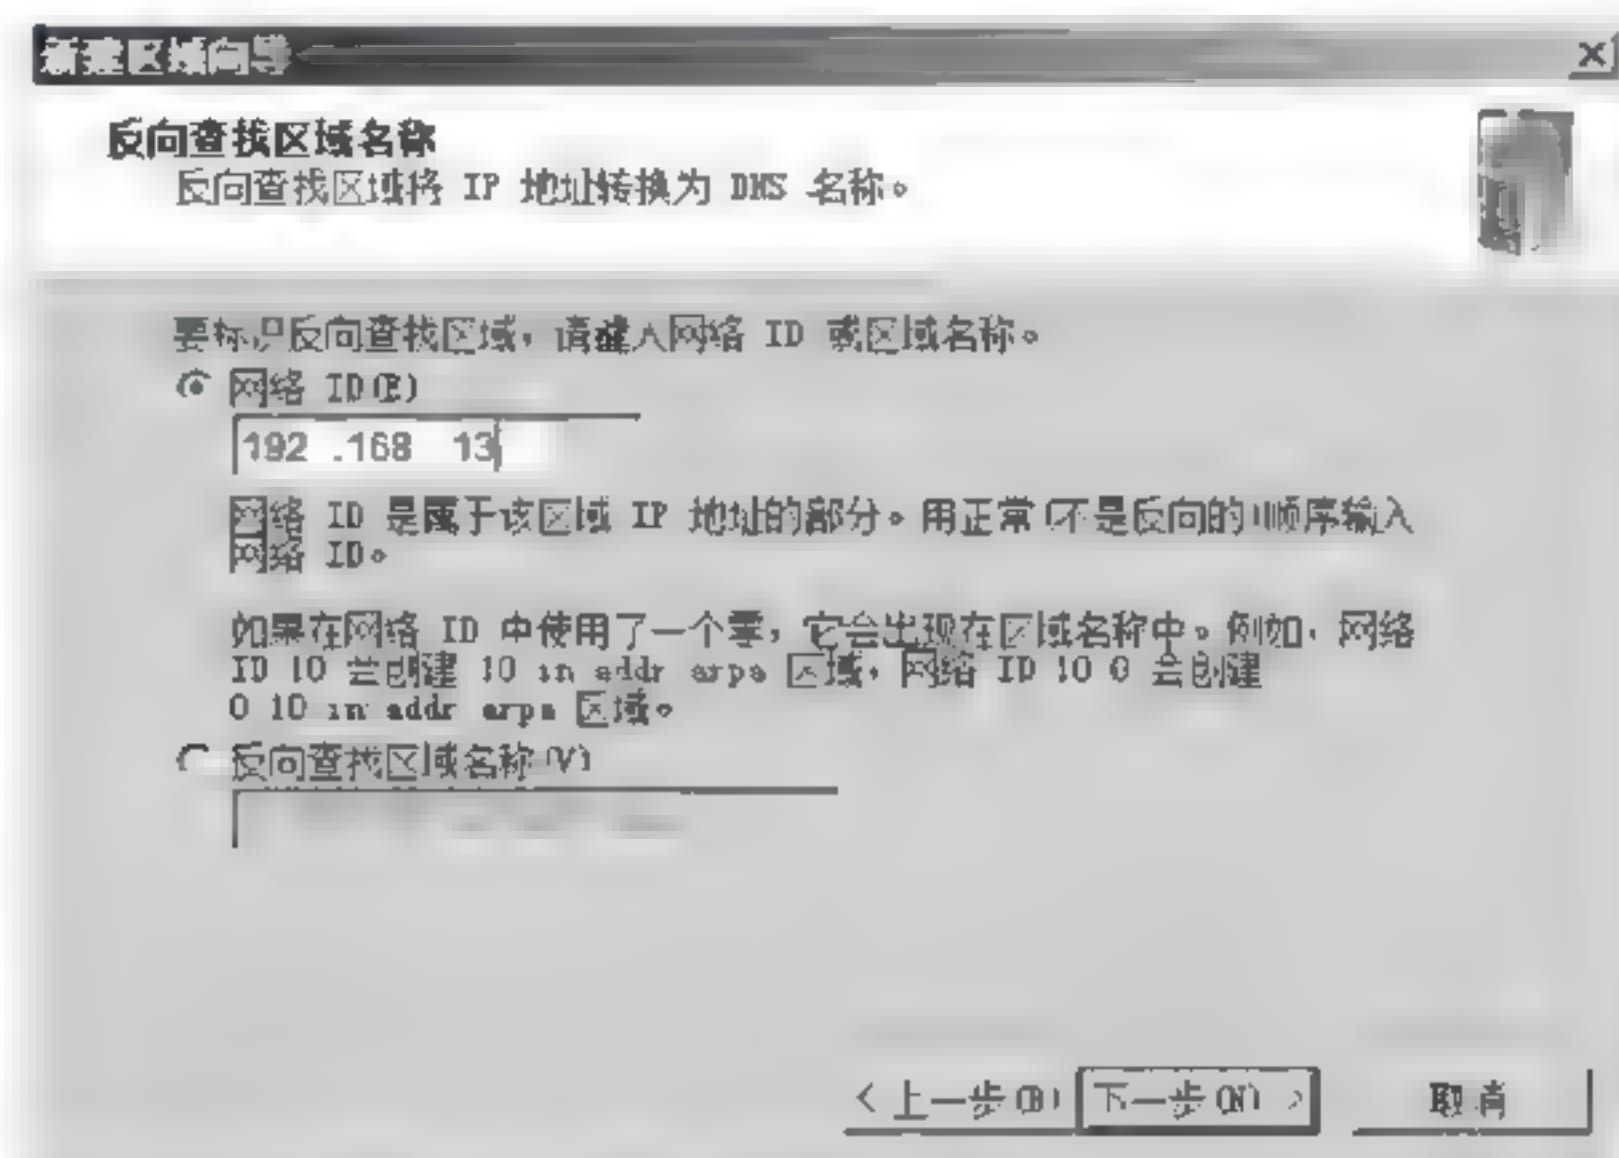 新建区域向导
反向查找区域名称
反向查找区域将 IP 地址转换为 DNS 名称。
要标识反向查找区域，请键入网络 ID 或区域名称。
网络 ID(E)
192 .168 13
网络 ID 是属于该区域 IP 地址的部分。用正常(不是反向的)顺序输入
网络 ID。
如果在网络 ID 中使用了一个零，它会出现在区域名称中。例如，网络
ID 10 会创建 10 in addr arpa 区域，网络 ID 10 0 会创建
0 10 in addr arpa 区域。
反向查找区域名称(V)
< 上一步(B) 下一步(N) > 取消